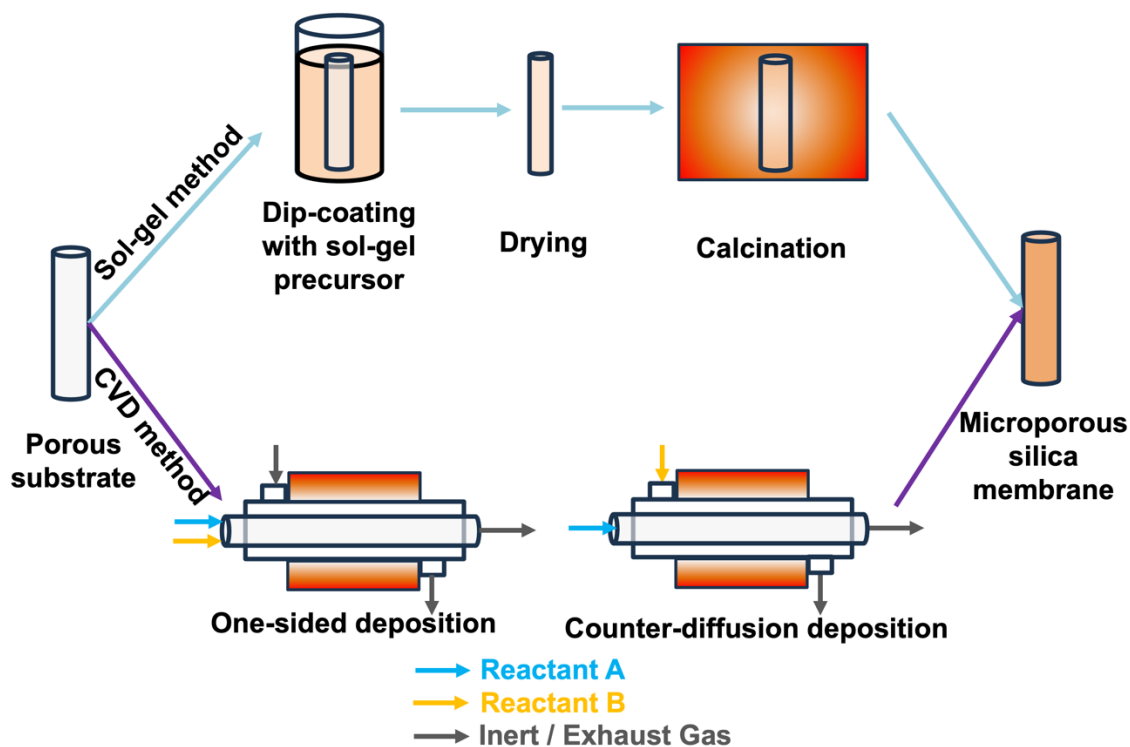 Sol-gel method
Dip-coating
with sol-gel
precursor
Drying
Calcination
Porous
substrate
CVD method
Microporous
silica
membrane
One-sided deposition
Counter-diffusion deposition
Reactant A
Reactant B
Inert / Exhaust Gas